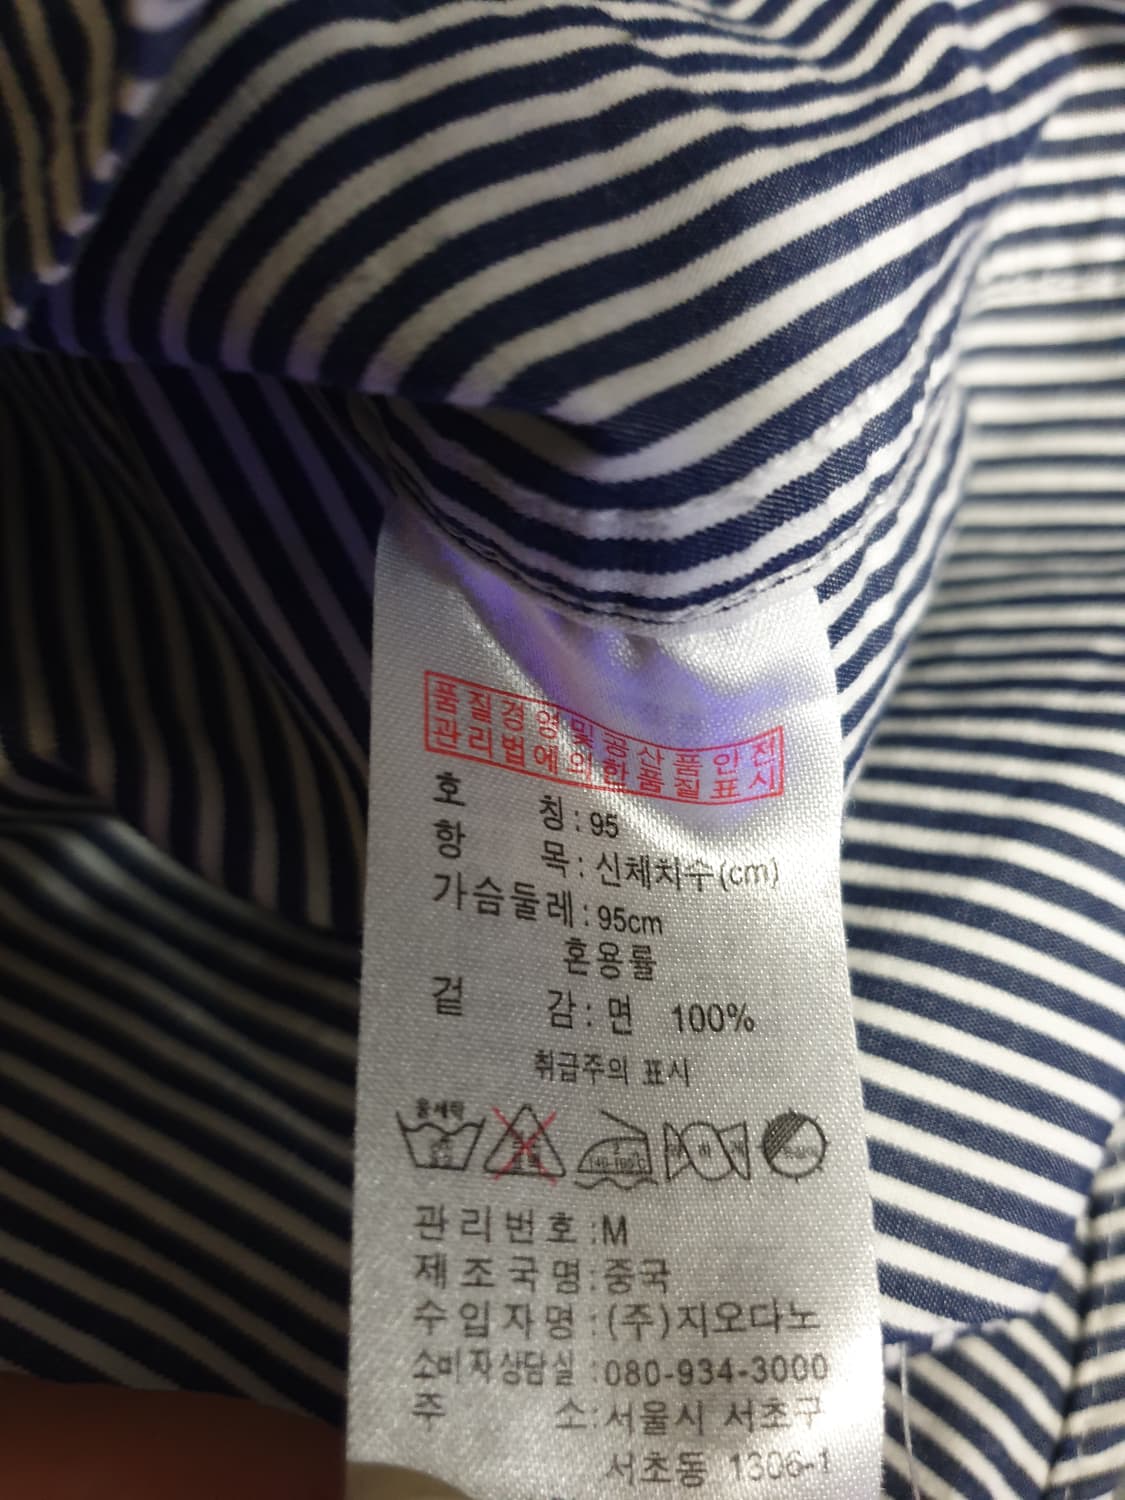 품질경영및공산품안전
관리법에의한품질표시
호 칭 : 95
항 목 : 신체치수(cm)
가슴둘레 : 95cm
혼용률
겉 감 : 면 100%
취급주의 표시
물세탁
관리번호 : M
제조국명 : 중국
수입자명 : (주)지오다노
소비자상담실 : 080-934-3000
주 소 : 서울시 서초구
서초동 1306-1